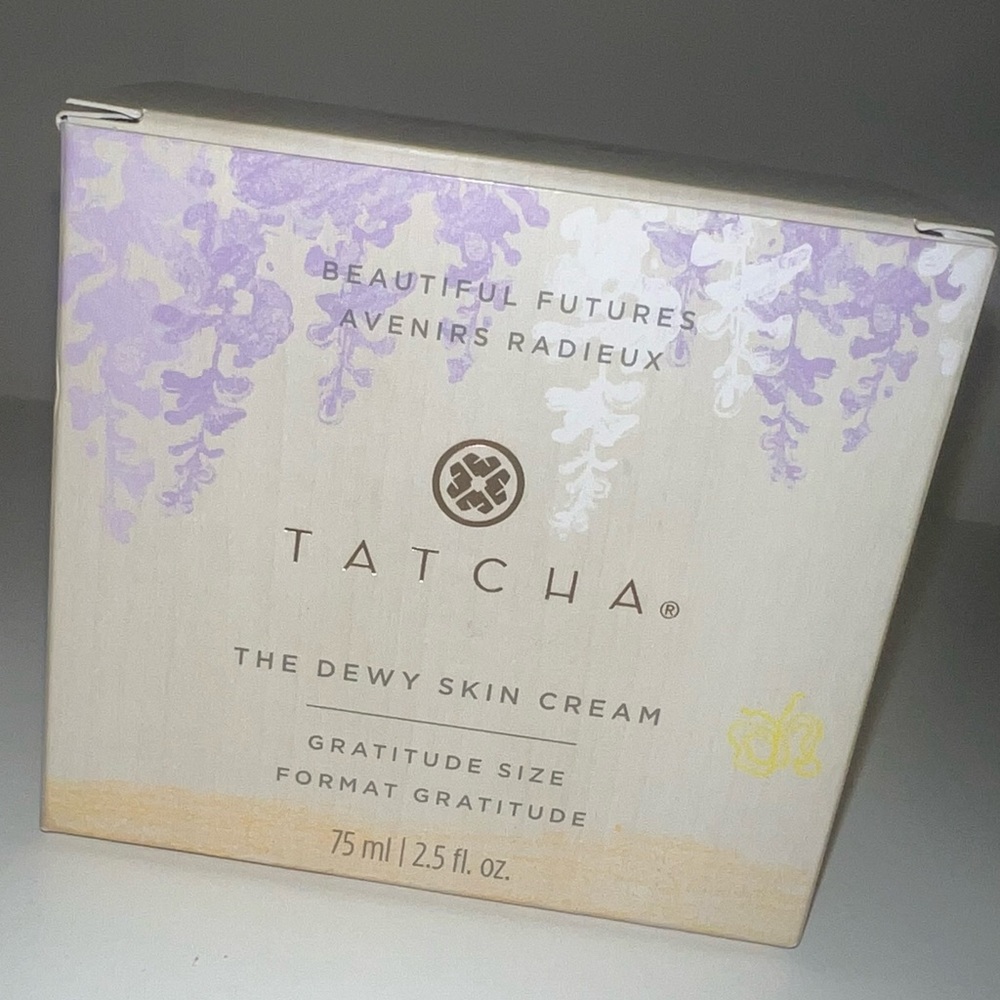 BEAUTIFUL FUTURES
AVENIRS RADIEUX
TATCHA®
THE DEWY SKIN CREAM
GRATITUDE SIZE
FORMAT GRATITUDE
75 ml | 2.5 fl. oz.